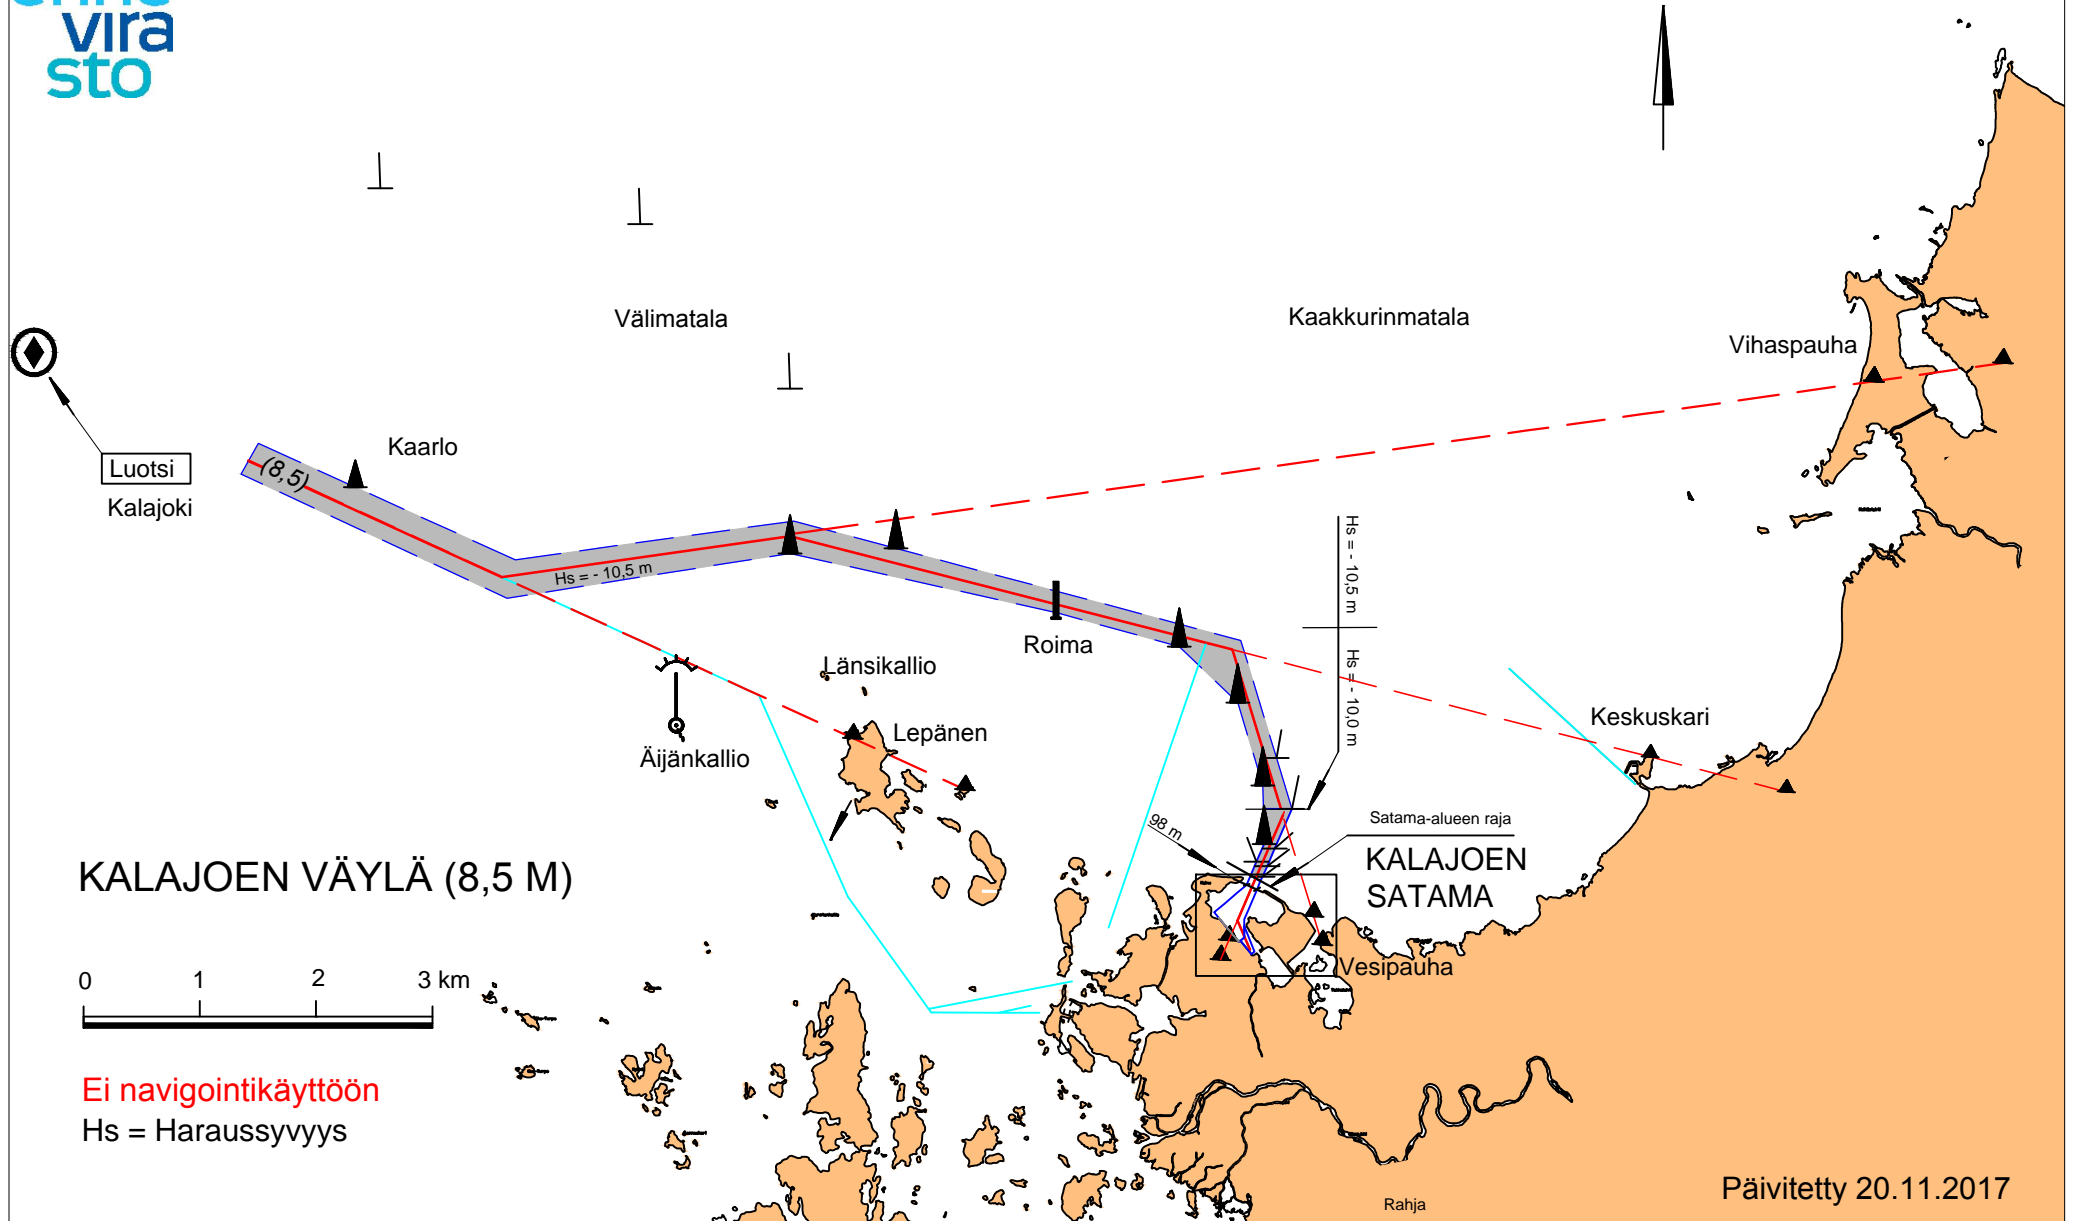 vira
sto
Välimatala
Kaakkurinmatala
Vihaspauha
Kaarlo
(8,5)
Luotsi
Kalajoki
Hs = - 10,5 m
Hs = - 10,5 m
Hs = - 10,0 m
Roima
Länsikallio
Lepänen
Äijänkallio
Keskuskari
98 m
Satama-alueen raja
KALAJOEN
SATAMA
KALAJOEN VÄYLÄ (8,5 M)
Vesipauha
0 1 2 3 km
Ei navigointikäyttöön
Hs = Haraussyvyys
Rahja
Päivitetty 20.11.2017